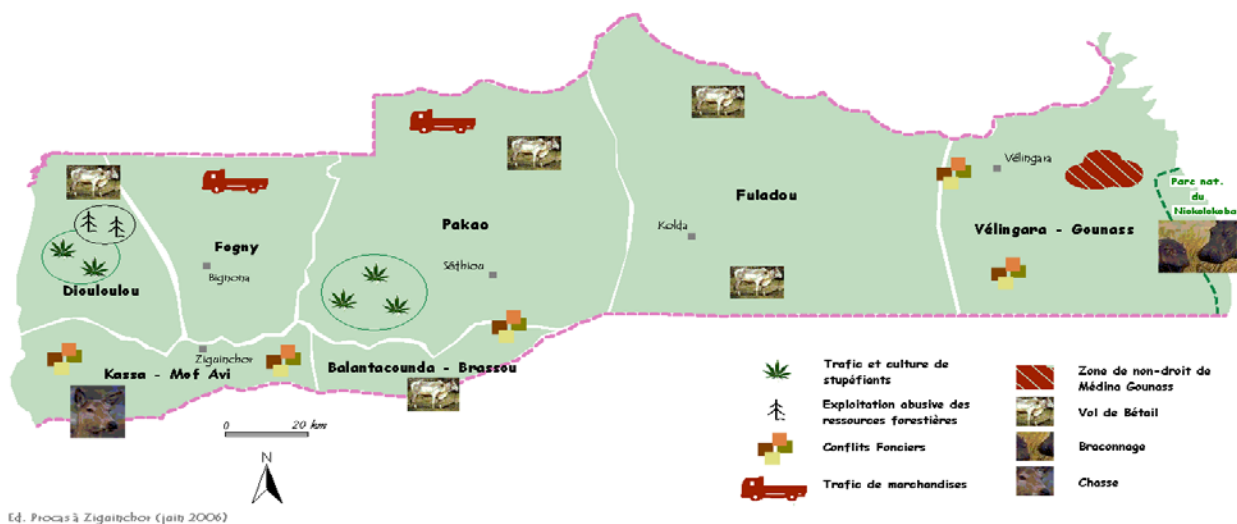 Vélingara
Parc nat.
du
Niokolokoba
Fuladou
Kolda
Vélingara - Gounass
Pakao
Fogny
Sédhiou
Bignona
Diouloulou
Ziguinchor
Kassa - Mof Avi
Balantacounda - Brassou
0 20 km
N
Trafic et culture de
stupéfiants
Exploitation abusive des
ressources forestières
Conflits Fonciers
Trafic de marchandises
Zone de non-droit de
Médina Gounass
Vol de Bétail
Braconnage
Chasse
Ed. Procas à Ziguinchor (juin 2006)